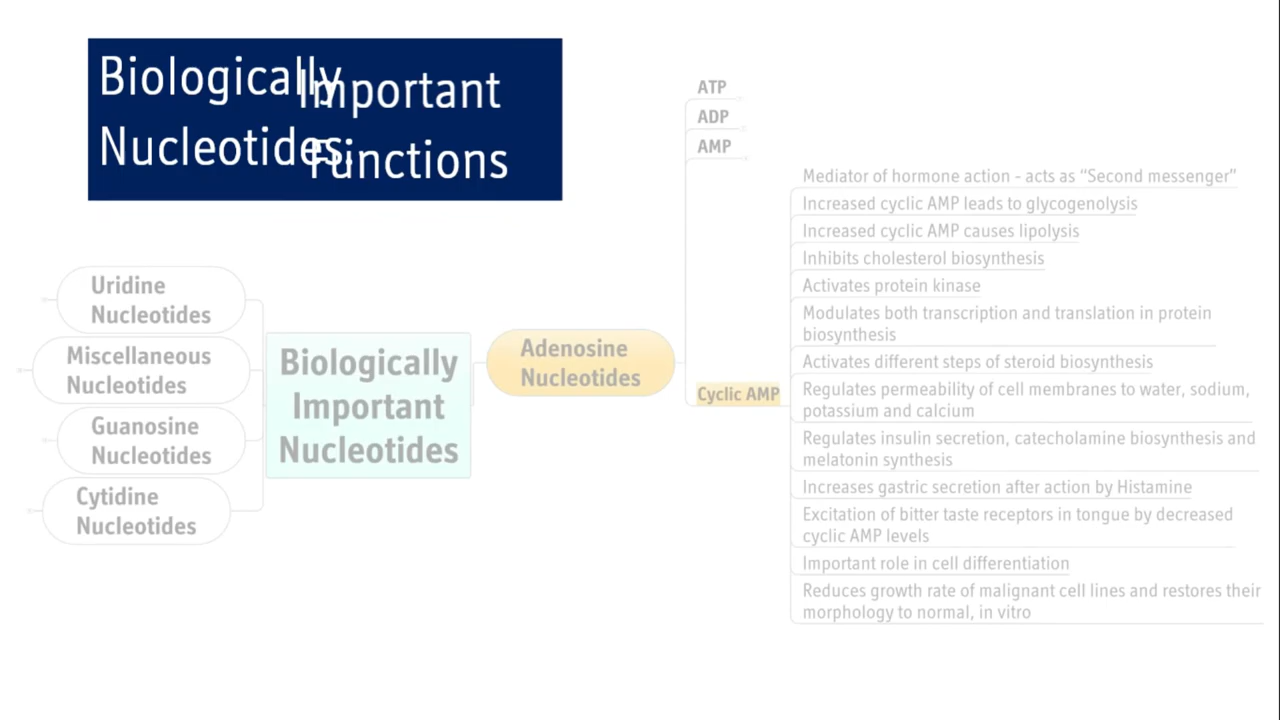 Biologically
Important
Nucleotides,
Functions
ATP
ADP
AMP
Cyclic AMP
Mediator of hormone action - acts as “Second messenger”
Increased cyclic AMP leads to glycogenolysis
Increased cyclic AMP causes lipolysis
Inhibits cholesterol biosynthesis
Activates protein kinase
Modulates both transcription and translation in protein
biosynthesis
Activates different steps of steroid biosynthesis
Regulates permeability of cell membranes to water, sodium,
potassium and calcium
Regulates insulin secretion, catecholamine biosynthesis and
melatonin synthesis
Increases gastric secretion after action by Histamine
Excitation of bitter taste receptors in tongue by decreased
cyclic AMP levels
Important role in cell differentiation
Reduces growth rate of malignant cell lines and restores their
morphology to normal, in vitro
Adenosine
Nucleotides
Biologically
Important
Nucleotides
Uridine
Nucleotides
Miscellaneous
Nucleotides
Guanosine
Nucleotides
Cytidine
Nucleotides